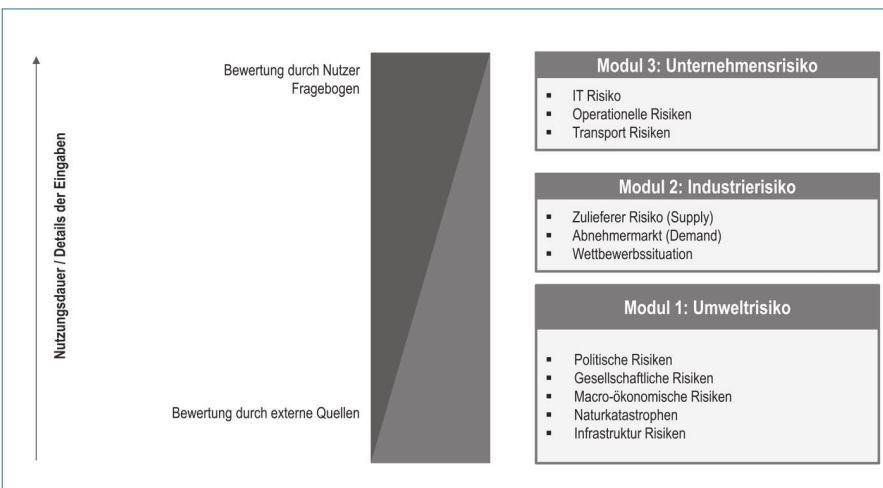 Nutzungsdauer / Details der Eingaben
Bewertung durch Nutzer
Fragebogen
Bewertung durch externe Quellen
Modul 3: Unternehmensrisiko
▪ IT Risiko
▪ Operationelle Risiken
▪ Transport Risiken
Modul 2: Industrierisiko
▪ Zulieferer Risiko (Supply)
▪ Abnehmermarkt (Demand)
▪ Wettbewerbssituation
Modul 1: Umweltrisiko
▪ Politische Risiken
▪ Gesellschaftliche Risiken
▪ Macro-ökonomische Risiken
▪ Naturkatastrophen
▪ Infrastruktur Risiken